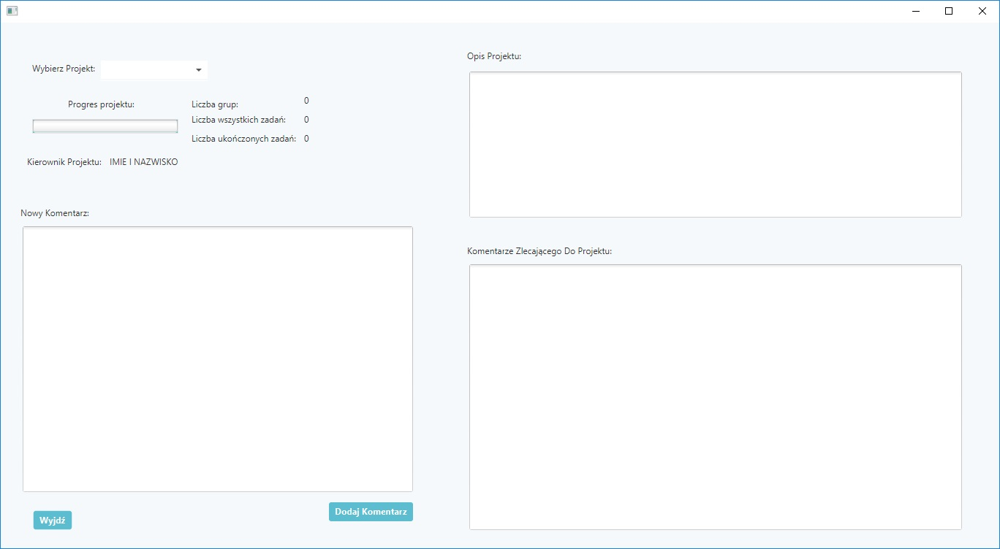 Wybierz Projekt:
Progres projektu:
Liczba grup: 0
Liczba wszystkich zadań: 0
Liczba ukończonych zadań: 0
Kierownik Projektu: IMIE I NAZWISKO
Nowy Komentarz:
Dodaj Komentarz
Wyjdź
Opis Projektu:
Komentarze Zlecającego Do Projektu: